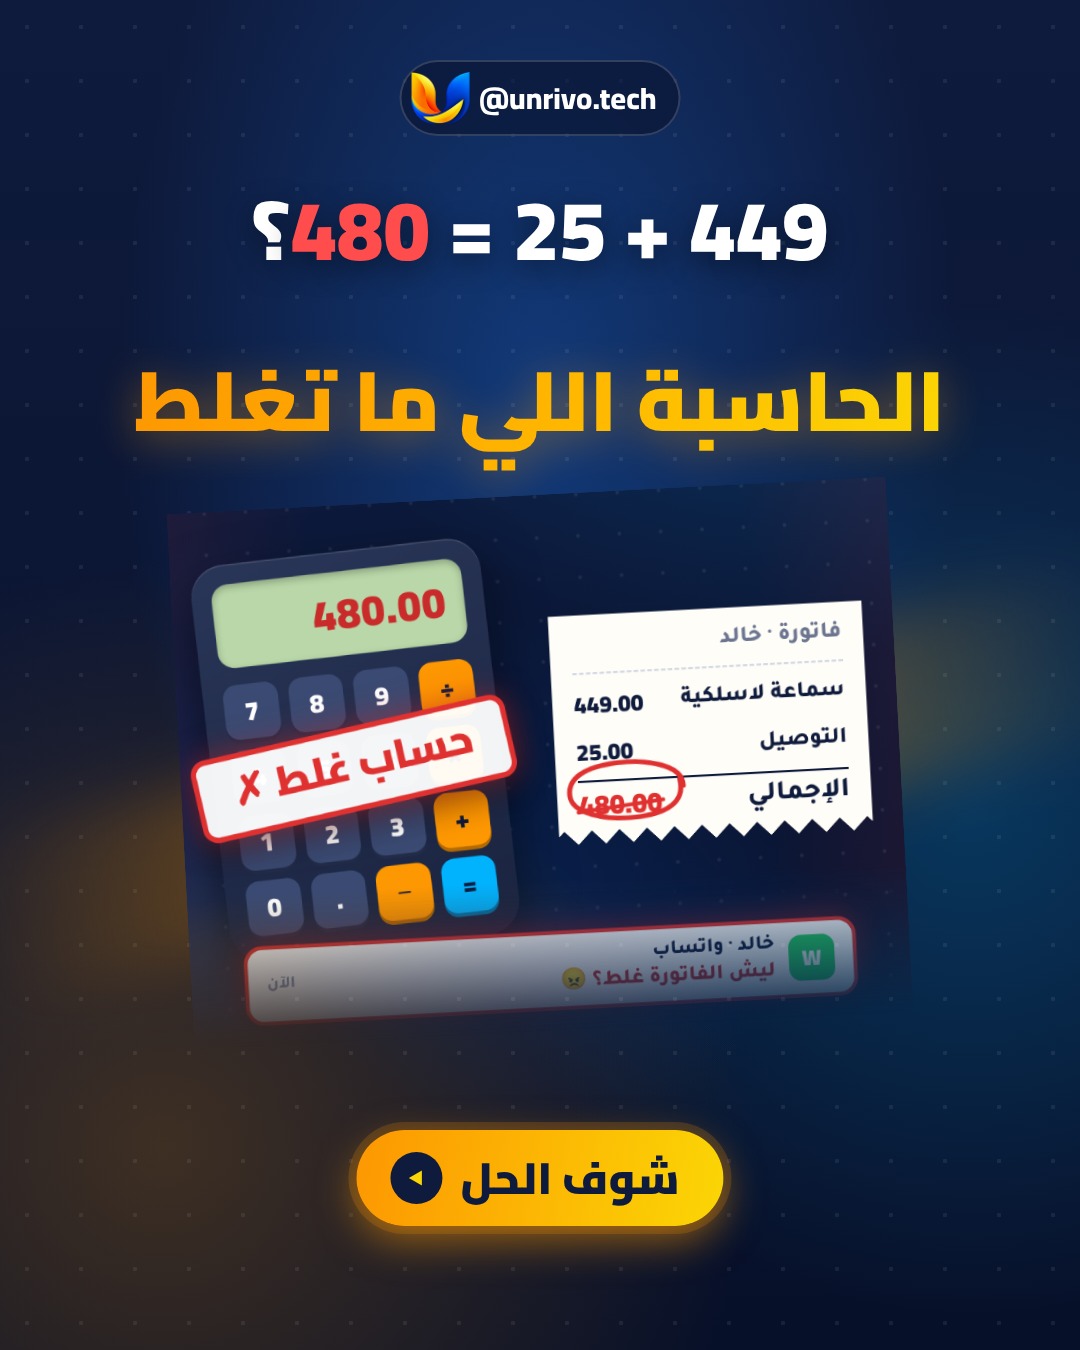 @unrivo.tech
449 + 25 = 480؟
الحاسبة اللي ما تغلط
480.00
7 8 9 ÷
حساب غلط ✗
1 2 3 +
0 . − =
فاتورة · خالد
سماعة لاسلكية 449.00
التوصيل 25.00
الإجمالي 480.00
W
خالد · واتساب
ليش الفاتورة غلط؟ 😠
الآن
شوف الحل